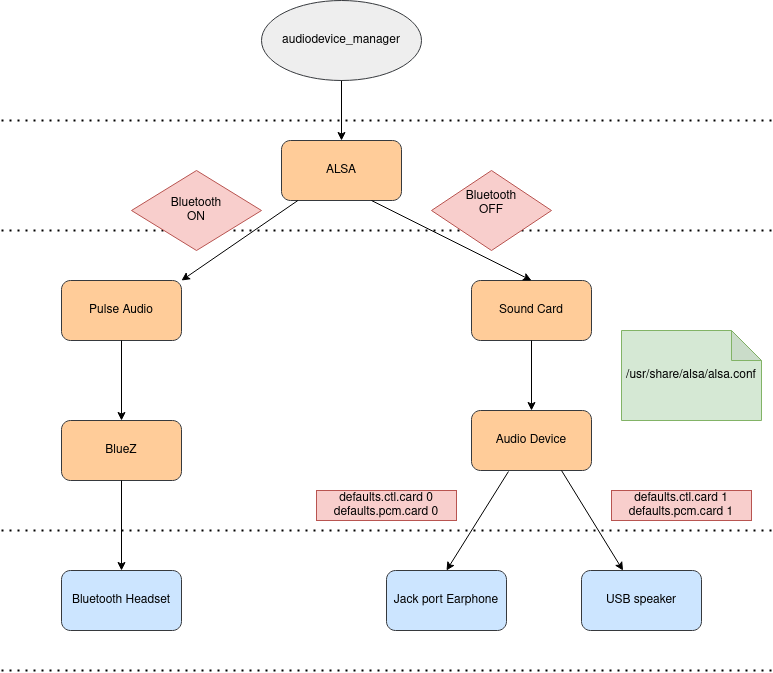 audiodevice_manager
ALSA
Bluetooth
ON
Bluetooth
OFF
Pulse Audio
Sound Card
/usr/share/alsa/alsa.conf
BlueZ
Audio Device
defaults.ctl.card 0
defaults.pcm.card 0
defaults.ctl.card 1
defaults.pcm.card 1
Bluetooth Headset
Jack port Earphone
USB speaker